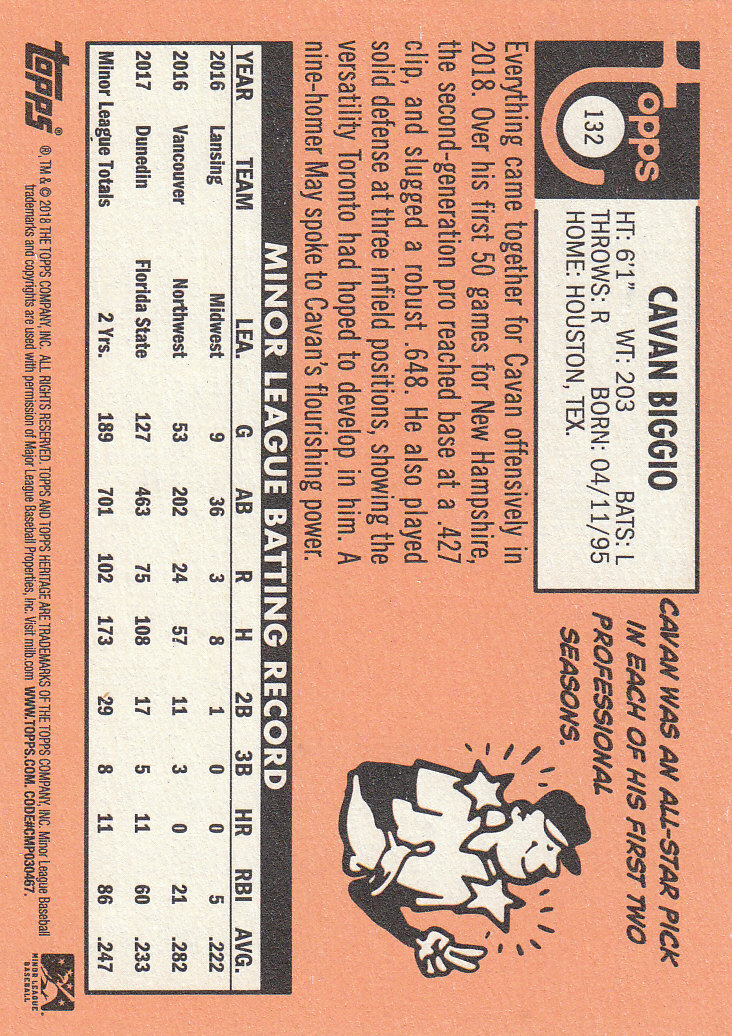 Topps
132
CAVAN BIGGIO
HT: 6'1" WT: 203 BATS: L
THROWS: R BORN: 04/11/95
HOME: HOUSTON, TEX.
CAVAN WAS AN ALL-STAR PICK
IN EACH OF HIS FIRST TWO
PROFESSIONAL
SEASONS.
Everything came together for Cavan offensively in
2018. Over his first 50 games for New Hampshire,
the second-generation pro reached base at a .427
clip, and slugged a robust .648. He also played
solid defense at three infield positions, showing the
versatility Toronto had hoped to develop in him. A
nine-homer May spoke to Cavan's flourishing power.
MINOR LEAGUE BATTING RECORD
YEAR TEAM LEA. G AB R H 2B 3B HR RBI AVG.
2016 Lansing Midwest 9 36 3 8 1 0 0 5 .222
2016 Vancouver Northwest 53 202 24 57 11 3 0 21 .282
2017 Dunedin Florida State 127 463 75 108 17 5 11 60 .233
Minor League Totals 2 Yrs. 189 701 102 173 29 8 11 86 .247
topps®
®, TM & © 2018 THE TOPPS COMPANY, INC. ALL RIGHTS RESERVED. TOPPS AND TOPPS HERITAGE ARE TRADEMARKS OF THE TOPPS COMPANY, INC. Minor League Baseball
trademarks and copyrights are used with permission of Major League Baseball Properties, Inc. Visit milb.com WWW.TOPPS.COM. CODE#CMP030467.
MINOR LEAGUE
BASEBALL